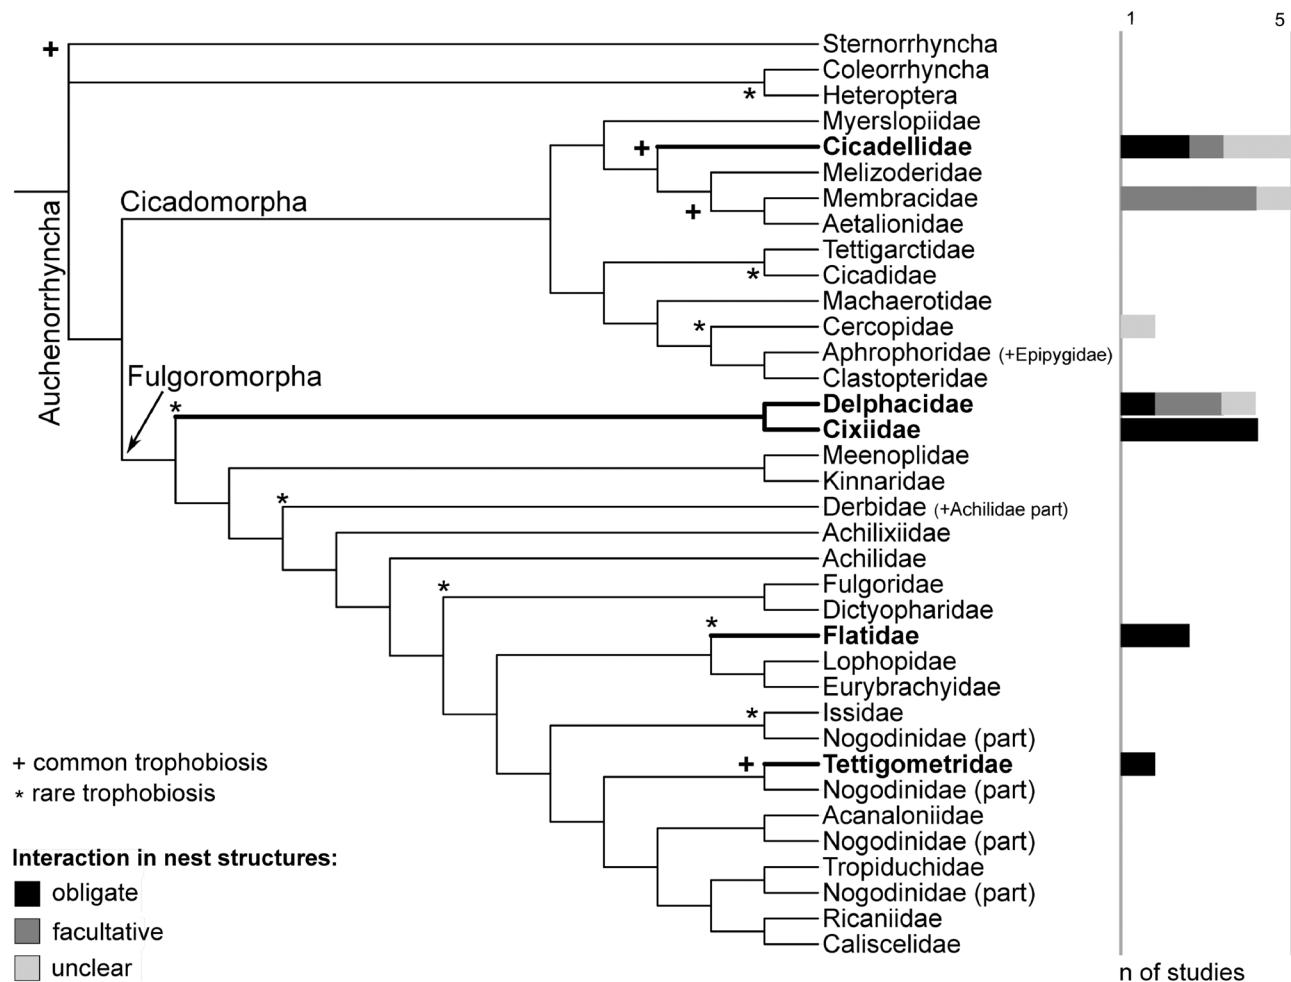 1 5
+ Sternorrhyncha
Coleorrhyncha
* Heteroptera
Myerslopiidae
+ Cicadellidae
Melizoderidae
Cicadomorpha
Membracidae
+ Aetalionidae
Tettigarctidae
* Cicadidae
Machaerotidae
* Cercopidae
Aphrophoridae (+Epipygidae)
Clastopteridae
Auchenorrhyncha
Fulgoromorpha
* Delphacidae
Cixiidae
Meenoplidae
Kinnaridae
* Derbidae (+Achilidae part)
Achilixiidae
Achilidae
* Fulgoridae
Dictyopharidae
* Flatidae
Lophopidae
Eurybrachyidae
* Issidae
Nogodinidae (part)
+ Tettigometridae
Nogodinidae (part)
Acanaloniidae
Nogodinidae (part)
Tropiduchidae
Nogodinidae (part)
Ricaniidae
Caliscelidae
+ common trophobiosis
* rare trophobiosis
Interaction in nest structures:
obligate
facultative
unclear
n of studies